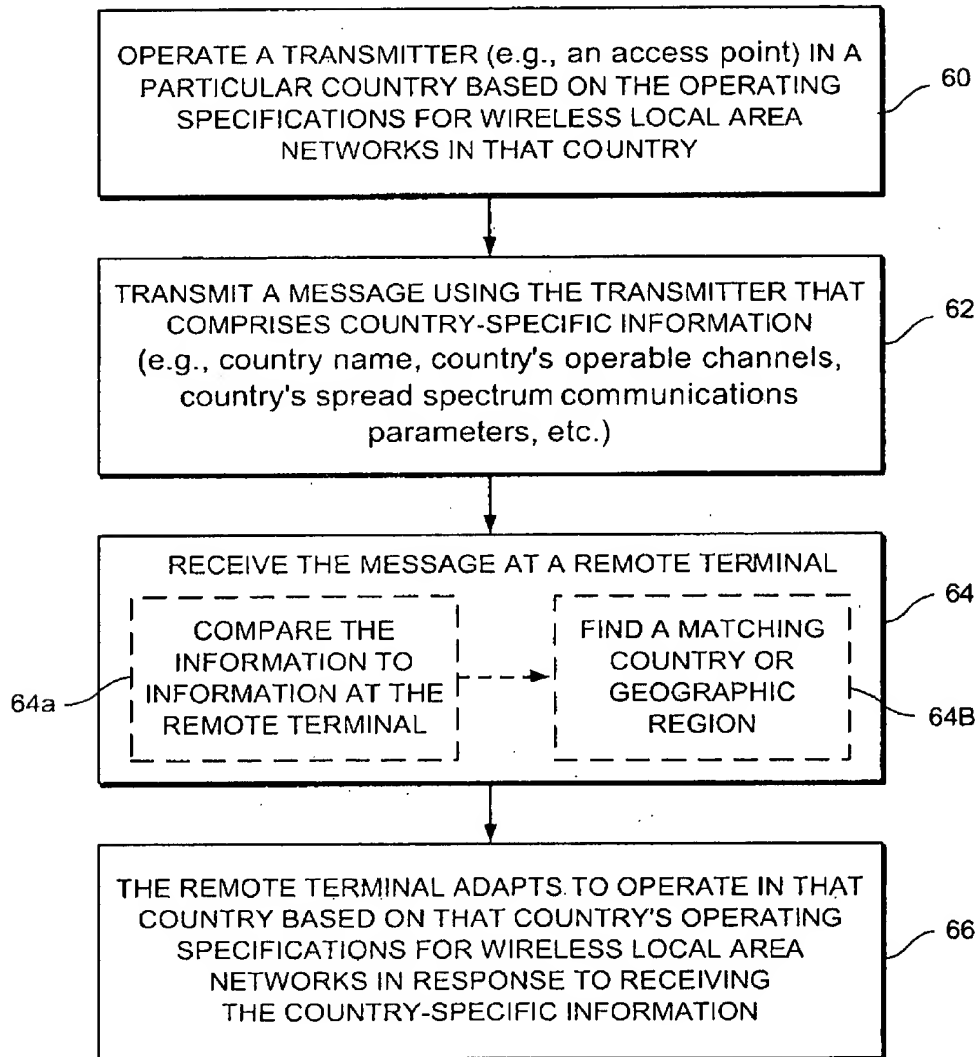 OPERATE A TRANSMITTER (e.g., an access point) IN A
PARTICULAR COUNTRY BASED ON THE OPERATING
SPECIFICATIONS FOR WIRELESS LOCAL AREA
NETWORKS IN THAT COUNTRY
60
TRANSMIT A MESSAGE USING THE TRANSMITTER THAT
COMPRISES COUNTRY-SPECIFIC INFORMATION
(e.g., country name, country's operable channels,
country's spread spectrum communications
parameters, etc.)
62
RECEIVE THE MESSAGE AT A REMOTE TERMINAL
64
COMPARE THE
INFORMATION TO
INFORMATION AT THE
REMOTE TERMINAL
64a
FIND A MATCHING
COUNTRY OR
GEOGRAPHIC
REGION
64B
THE REMOTE TERMINAL ADAPTS TO OPERATE IN THAT
COUNTRY BASED ON THAT COUNTRY'S OPERATING
SPECIFICATIONS FOR WIRELESS LOCAL AREA
NETWORKS IN RESPONSE TO RECEIVING
THE COUNTRY-SPECIFIC INFORMATION
66